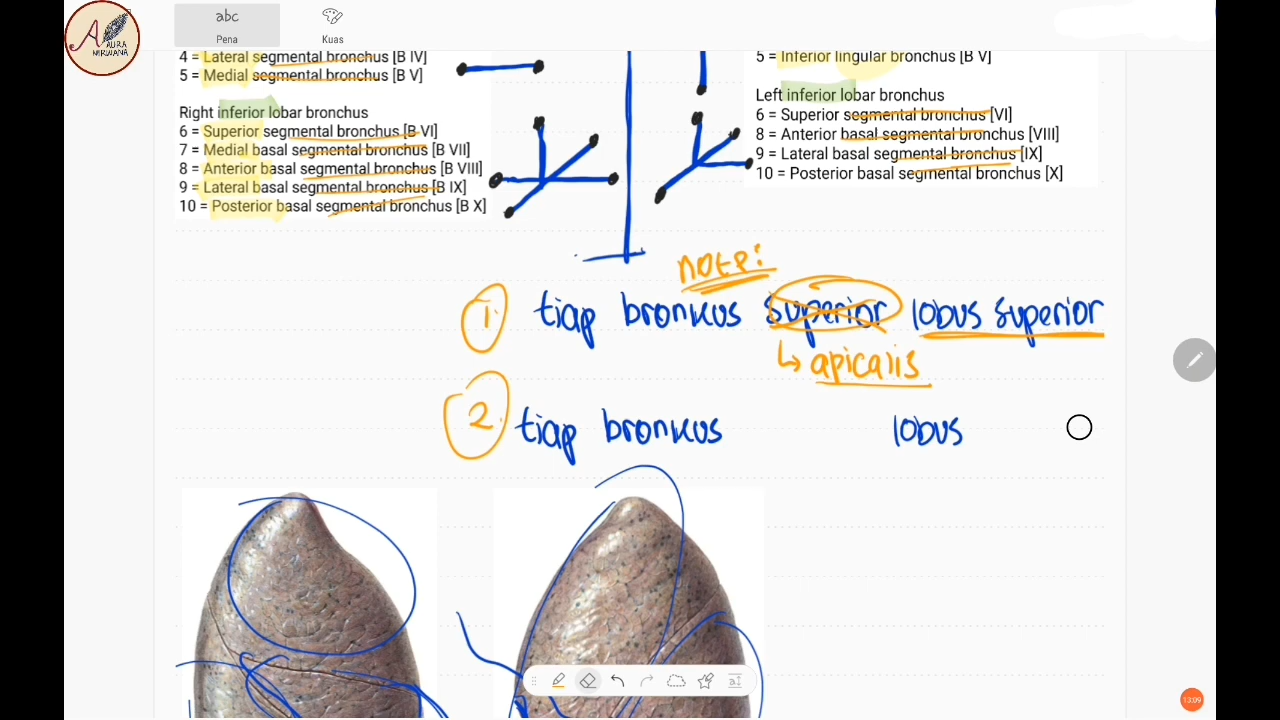 AURA
NIRWANA
abc
Pena
Kuas
4 = Lateral segmental bronchus [B IV]
5 = Medial segmental bronchus [B V]
Right inferior lobar bronchus
6 = Superior segmental bronchus [B VI]
7 = Medial basal segmental bronchus [B VII]
8 = Anterior basal segmental bronchus [B VIII]
9 = Lateral basal segmental bronchus [B IX]
10 = Posterior basal segmental bronchus [B X]
5 = Inferior lingular bronchus [B V]
Left inferior lobar bronchus
6 = Superior segmental bronchus [VI]
8 = Anterior basal segmental bronchus [VIII]
9 = Lateral basal segmental bronchus [IX]
10 = Posterior basal segmental bronchus [X]
note:
1. tiap bronkus superior lobus superior
↳ apicalis
2. tiap bronkus lobus
13:09